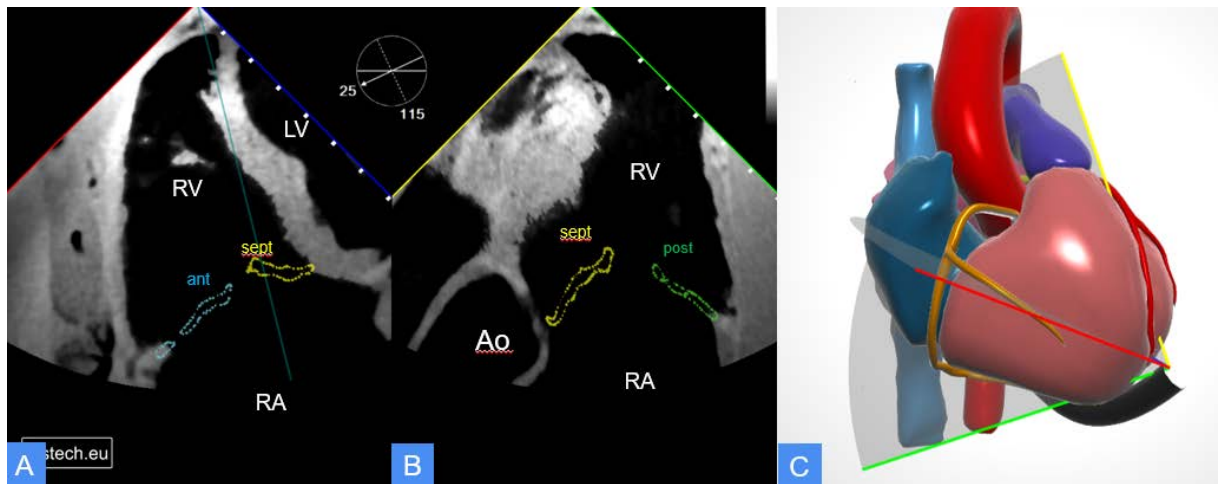 25
115
LV
RV
sept
ant
RA
stech.eu
A
RV
sept
post
Ao
RA
B
C